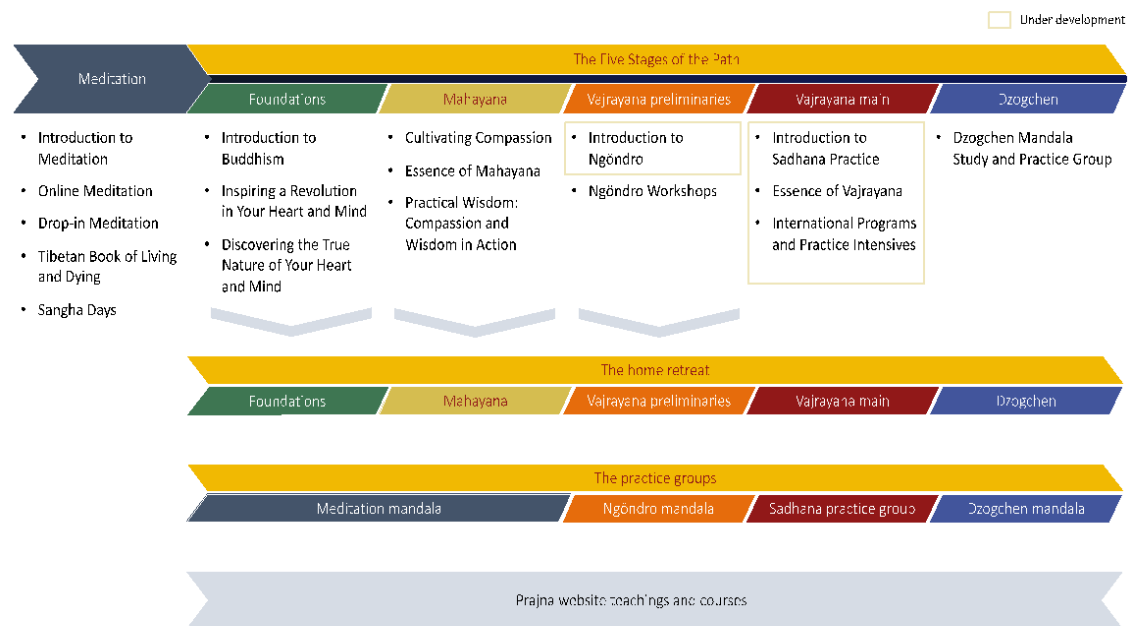 Under development
The Five Stages of the Path
Meditation
Foundations
Mahayana
Vajrayana preliminaries
Vajrayana main
Dzogchen
• Introduction to
Meditation
• Online Meditation
• Drop-in Meditation
• Tibetan Book of Living
and Dying
• Sangha Days
• Introduction to
Buddhism
• Inspiring a Revolution
in Your Heart and Mind
• Discovering the True
Nature of Your Heart
and Mind
• Cultivating Compassion
• Essence of Mahayana
• Practical Wisdom:
Compassion and
Wisdom in Action
• Introduction to
Ngöndro
• Ngöndro Workshops
• Introduction to
Sadhana Practice
• Essence of Vajrayana
• International Programs
and Practice Intensives
• Dzogchen Mandala
Study and Practice Group
The home retreat
Foundations
Mahayana
Vajrayana preliminaries
Vajrayana main
Dzogchen
The practice groups
Meditation mandala
Ngöndro mandala
Sadhana practice group
Dzogchen mandala
Prajna website teachings and courses